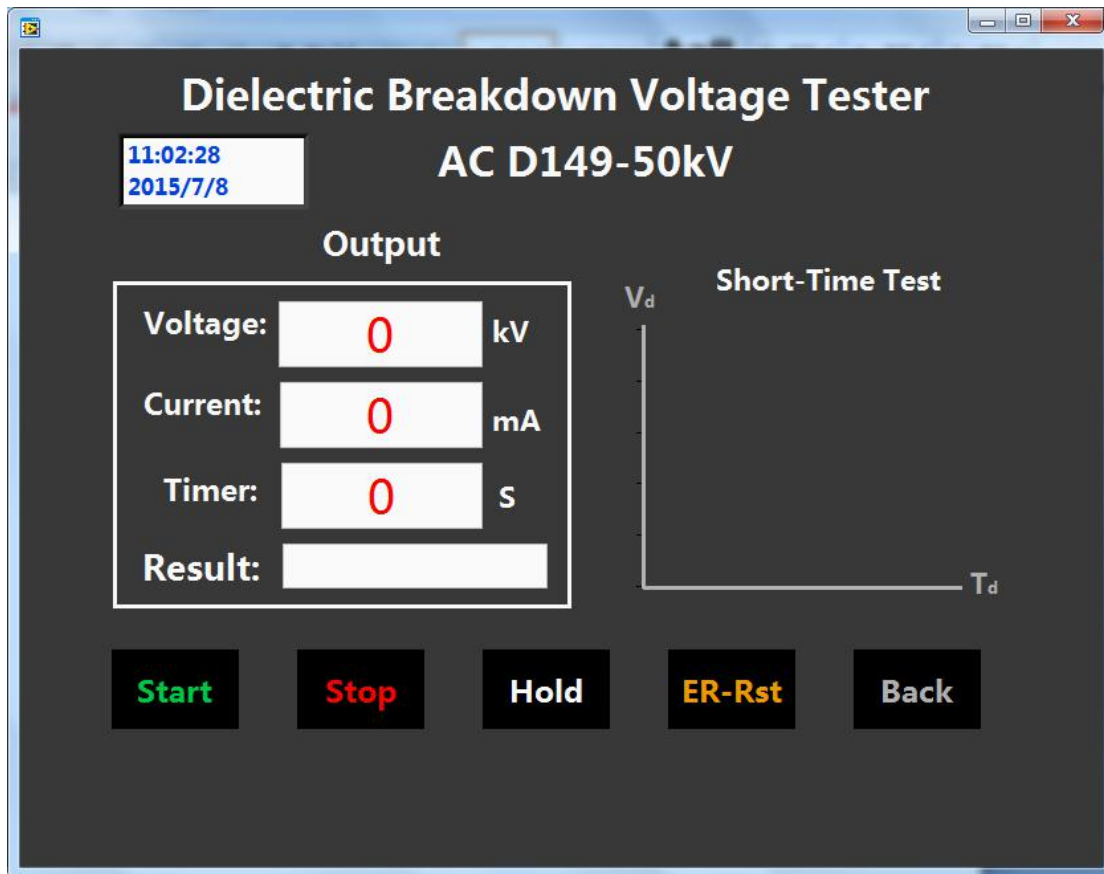 Dielectric Breakdown Voltage Tester
11:02:28
2015/7/8
AC D149-50kV
Output
Voltage: 0 kV
Current: 0 mA
Timer: 0 S
Result:
Short-Time Test
Vd
Td
Start Stop Hold ER-Rst Back